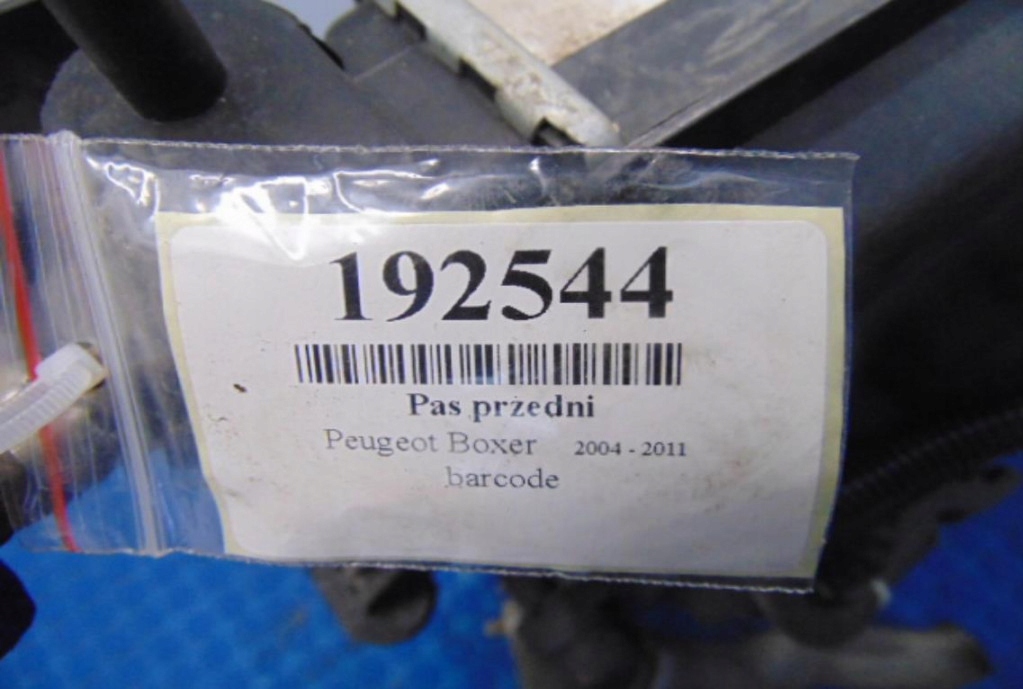 192544
Pas przedni
Peugeot Boxer 2004 - 2011
barcode